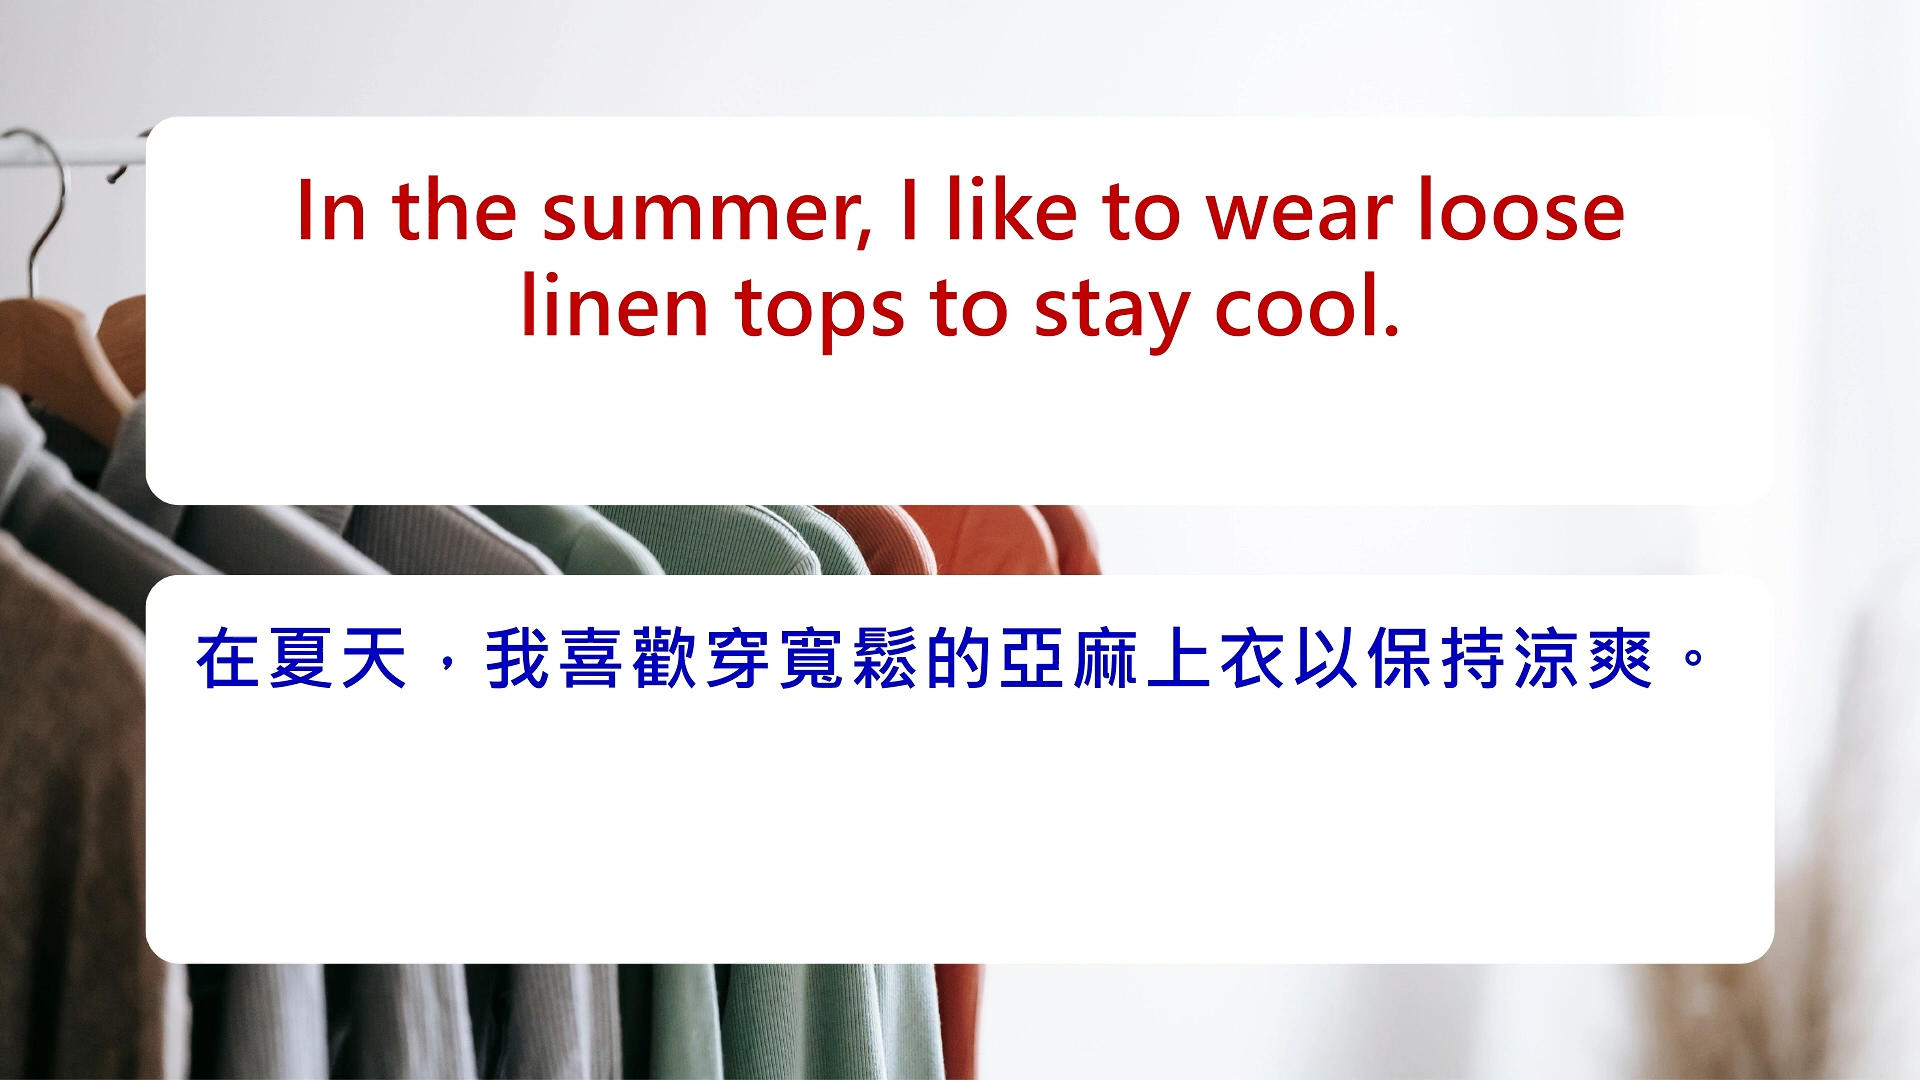 In the summer, I like to wear loose
linen tops to stay cool.
在夏天，我喜歡穿寬鬆的亞麻上衣以保持涼爽。